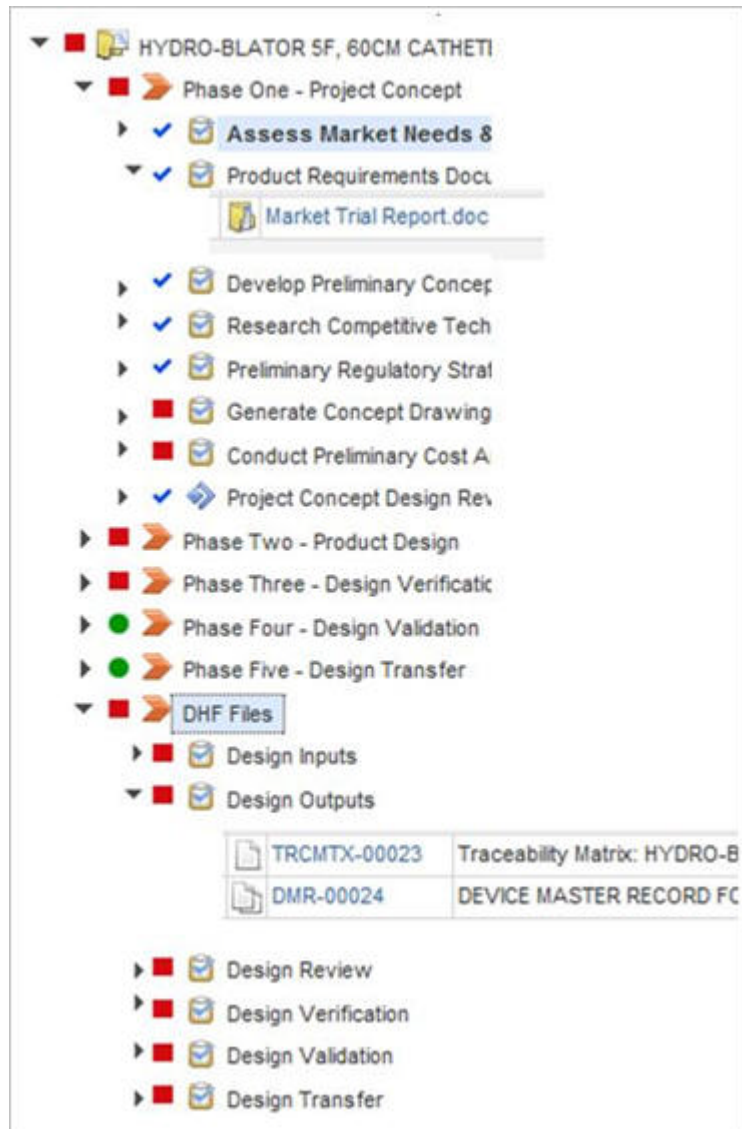 HYDRO-BLATOR 5F, 60CM CATHET
Phase One - Project Concept
Assess Market Needs &
Product Requirements Docu
Market Trial Report.doc
Develop Preliminary Concep
Research Competitive Tech
Preliminary Regulatory Strat
Generate Concept Drawing
Conduct Preliminary Cost A
Project Concept Design Rev
Phase Two - Product Design
Phase Three - Design Verificatic
Phase Four - Design Validation
Phase Five - Design Transfer
DHF Files
Design Inputs
Design Outputs
TRCMTX-00023 Traceability Matrix: HYDRO-B
DMR-00024 DEVICE MASTER RECORD FO
Design Review
Design Verification
Design Validation
Design Transfer